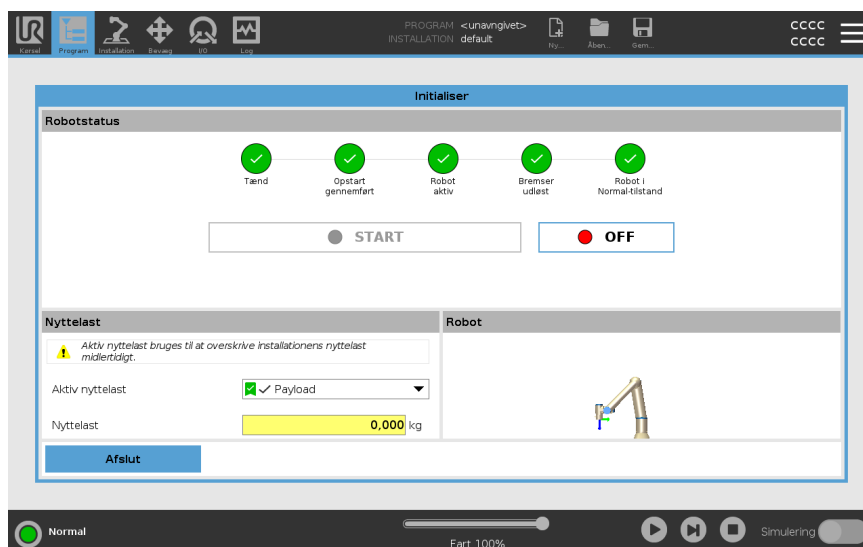 UR
PROGRAM <unavngivet>
INSTALLATION default
CCCC
CCCC
Kørsel Program Installation Bevæg I/O Log Ny... Åben... Gem...
Initialiser
Robotstatus
Tænd
Opstart
gennemført
Robot
aktiv
Bremser
udløst
Robot i
Normal-tilstand
START
OFF
Nyttelast
Robot
Aktiv nyttelast bruges til at overskrive installationens nyttelast
midlertidigt.
Aktiv nyttelast
Payload
Nyttelast
0,000 kg
Afslut
Normal
Fart 100%
Simulering